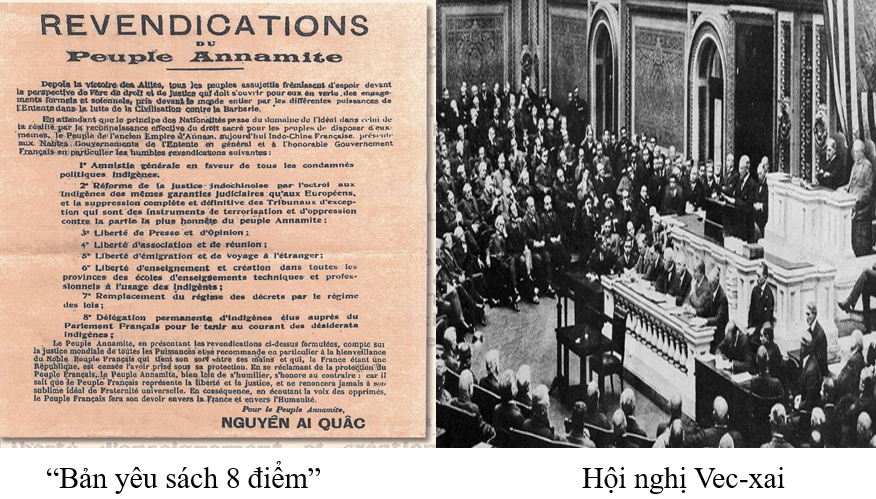 REVENDICATIONS
DU
Peuple Annamite
Depuis la victoire des Alliés, tous les peuples assujettis frémissent d'espoir devant
la perspective de l'ère de droit et de justice qui doit s'ouvrir pour eux en vertu des engage-
ments formels et solennels, pris devant le monde entier par les différentes puissances de
l'Entente dans la lutte de la Civilisation contre la Barbarie.
En attendant que le principe des Nationalités passe du domaine de l'idéal dans celui de
la réalité par la reconnaissance effective du droit sacré pour les peuples de disposer d'eux-
mêmes, le Peuple de l'ancien Empire d'Annam, aujourd'hui Indo-Chine Française, présente
aux Nobles Gouvernements de l'Entente en général et à l'honorable Gouvernement
Français en particulier les humbles revendications suivantes :
1° Amnistie générale en faveur de tous les condamnés
politiques indigènes.
2° Réforme de la justice indochinoise par l'octroi aux
Indigènes des mêmes garanties judiciaires qu'aux Européens,
et la suppression complète et définitive des Tribunaux d'excep-
tion qui sont des instruments de terrorisation et d'oppression
contre la partie la plus honnête du peuple Annamite ;
3° Liberté de Presse et d'Opinion ;
4° Liberté d'association et de réunion ;
5° Liberté d'émigration et de voyage à l'étranger ;
6° Liberté d'enseignement et création dans toutes les
provinces des écoles d'enseignements techniques et profes-
sionnels à l'usage des indigènes ;
7° Remplacement du régime des décrets par le régime
des lois ;
8° Délégation permanente d'indigènes élus auprès du
Parlement Français pour le tenir au courant des désiderata
indigènes ;
Le Peuple Annamite, en présentant les revendications ci-dessus formulées, compte sur
la justice mondiale de toutes les Puissances et se recommande en particulier à la bienveillance
du Noble Peuple Français qui tient son sort entre ses mains et qui, la France étant une
République, est censée l'avoir pris sous sa protection. En se réclamant de la protection du
Peuple Français, le Peuple Annamite, bien loin de s'humilier, s'honore au contraire : car il
sait que le Peuple Français représente la liberté et la justice, et ne renoncera jamais à son
sublime idéal de Fraternité universelle. En conséquence, en écoutant la voix des opprimés,
le Peuple Français fera son devoir envers la France et envers l'Humanité.
Pour le Peuple Annamite,
NGUYÊN AI QUÂC
“Bản yêu sách 8 điểm”
Hội nghị Vec-xai